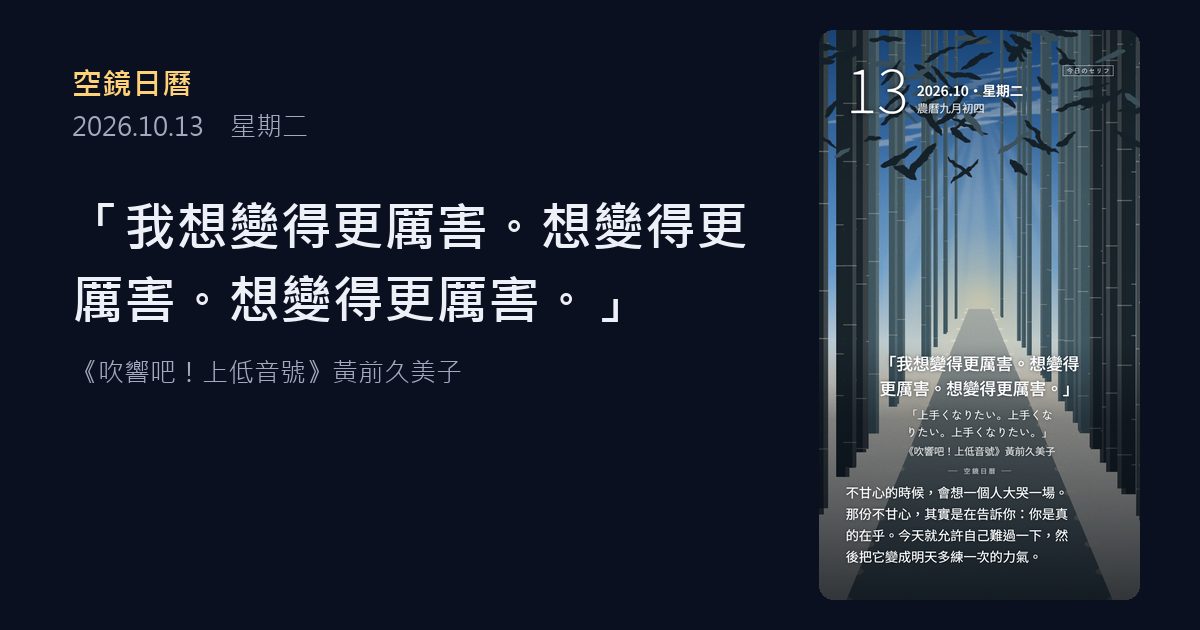 空鏡日曆
2026.10.13 星期二
「我想變得更厲害。想變得更
厲害。想變得更厲害。」
《吹響吧！上低音號》黃前久美子
13
2026.10・星期二
農曆九月初四
今日のセリフ
「我想變得更厲害。想變得
更厲害。想變得更厲害。」
「上手くなりたい。上手くな
りたい。上手くなりたい。」
《吹響吧！上低音號》黃前久美子
— 空鏡日曆 —
不甘心的時候，會想一個人大哭一場。
那份不甘心，其實是在告訴你：你是真
的在乎。今天就允許自己難過一下，然
後把它變成明天多練一次的力氣。